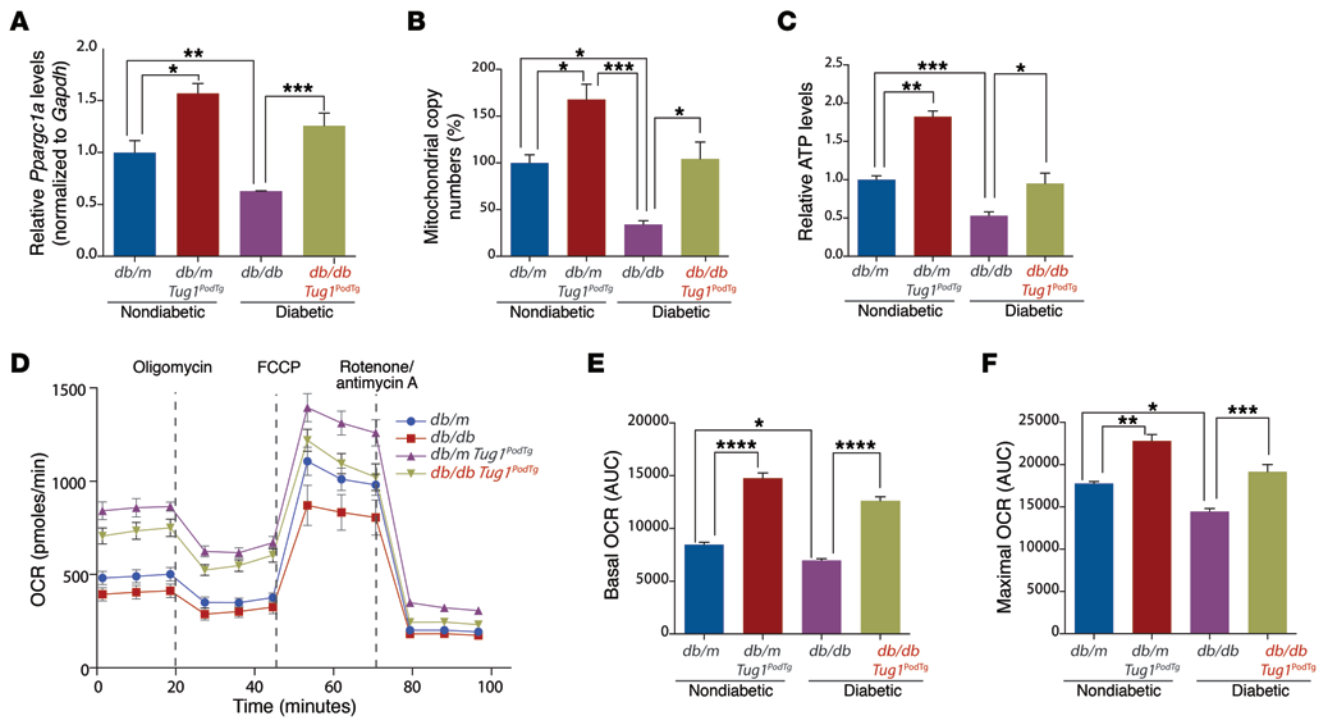 A
Relative Ppargc1a levels
(normalized to Gapdh)
2.0
1.5
1.0
0.5
0.0
**
*
***
db/m
db/m
db/db
db/db
Tug1PodTg
Tug1PodTg
Nondiabetic
Diabetic
B
Mitochondrial copy
numbers (%)
200
150
100
50
0
*
*
***
*
db/m
db/m
db/db
db/db
Tug1PodTg
Tug1PodTg
Nondiabetic
Diabetic
C
Relative ATP levels
2.5
2.0
1.5
1.0
0.5
0.0
***
*
**
db/m
db/m
db/db
db/db
Tug1PodTg
Tug1PodTg
Nondiabetic
Diabetic
D
Oligomycin
FCCP
Rotenone/
antimycin A
OCR (pmoles/min)
1500
1000
500
0
db/m
db/db
db/m Tug1PodTg
db/db Tug1PodTg
0
20
40
60
80
100
Time (minutes)
E
Basal OCR (AUC)
20000
15000
10000
5000
0
*
****
****
db/m
db/m
db/db
db/db
Tug1PodTg
Tug1PodTg
Nondiabetic
Diabetic
F
Maximal OCR (AUC)
25000
20000
15000
10000
5000
0
*
**
***
db/m
db/m
db/db
db/db
Tug1PodTg
Tug1PodTg
Nondiabetic
Diabetic